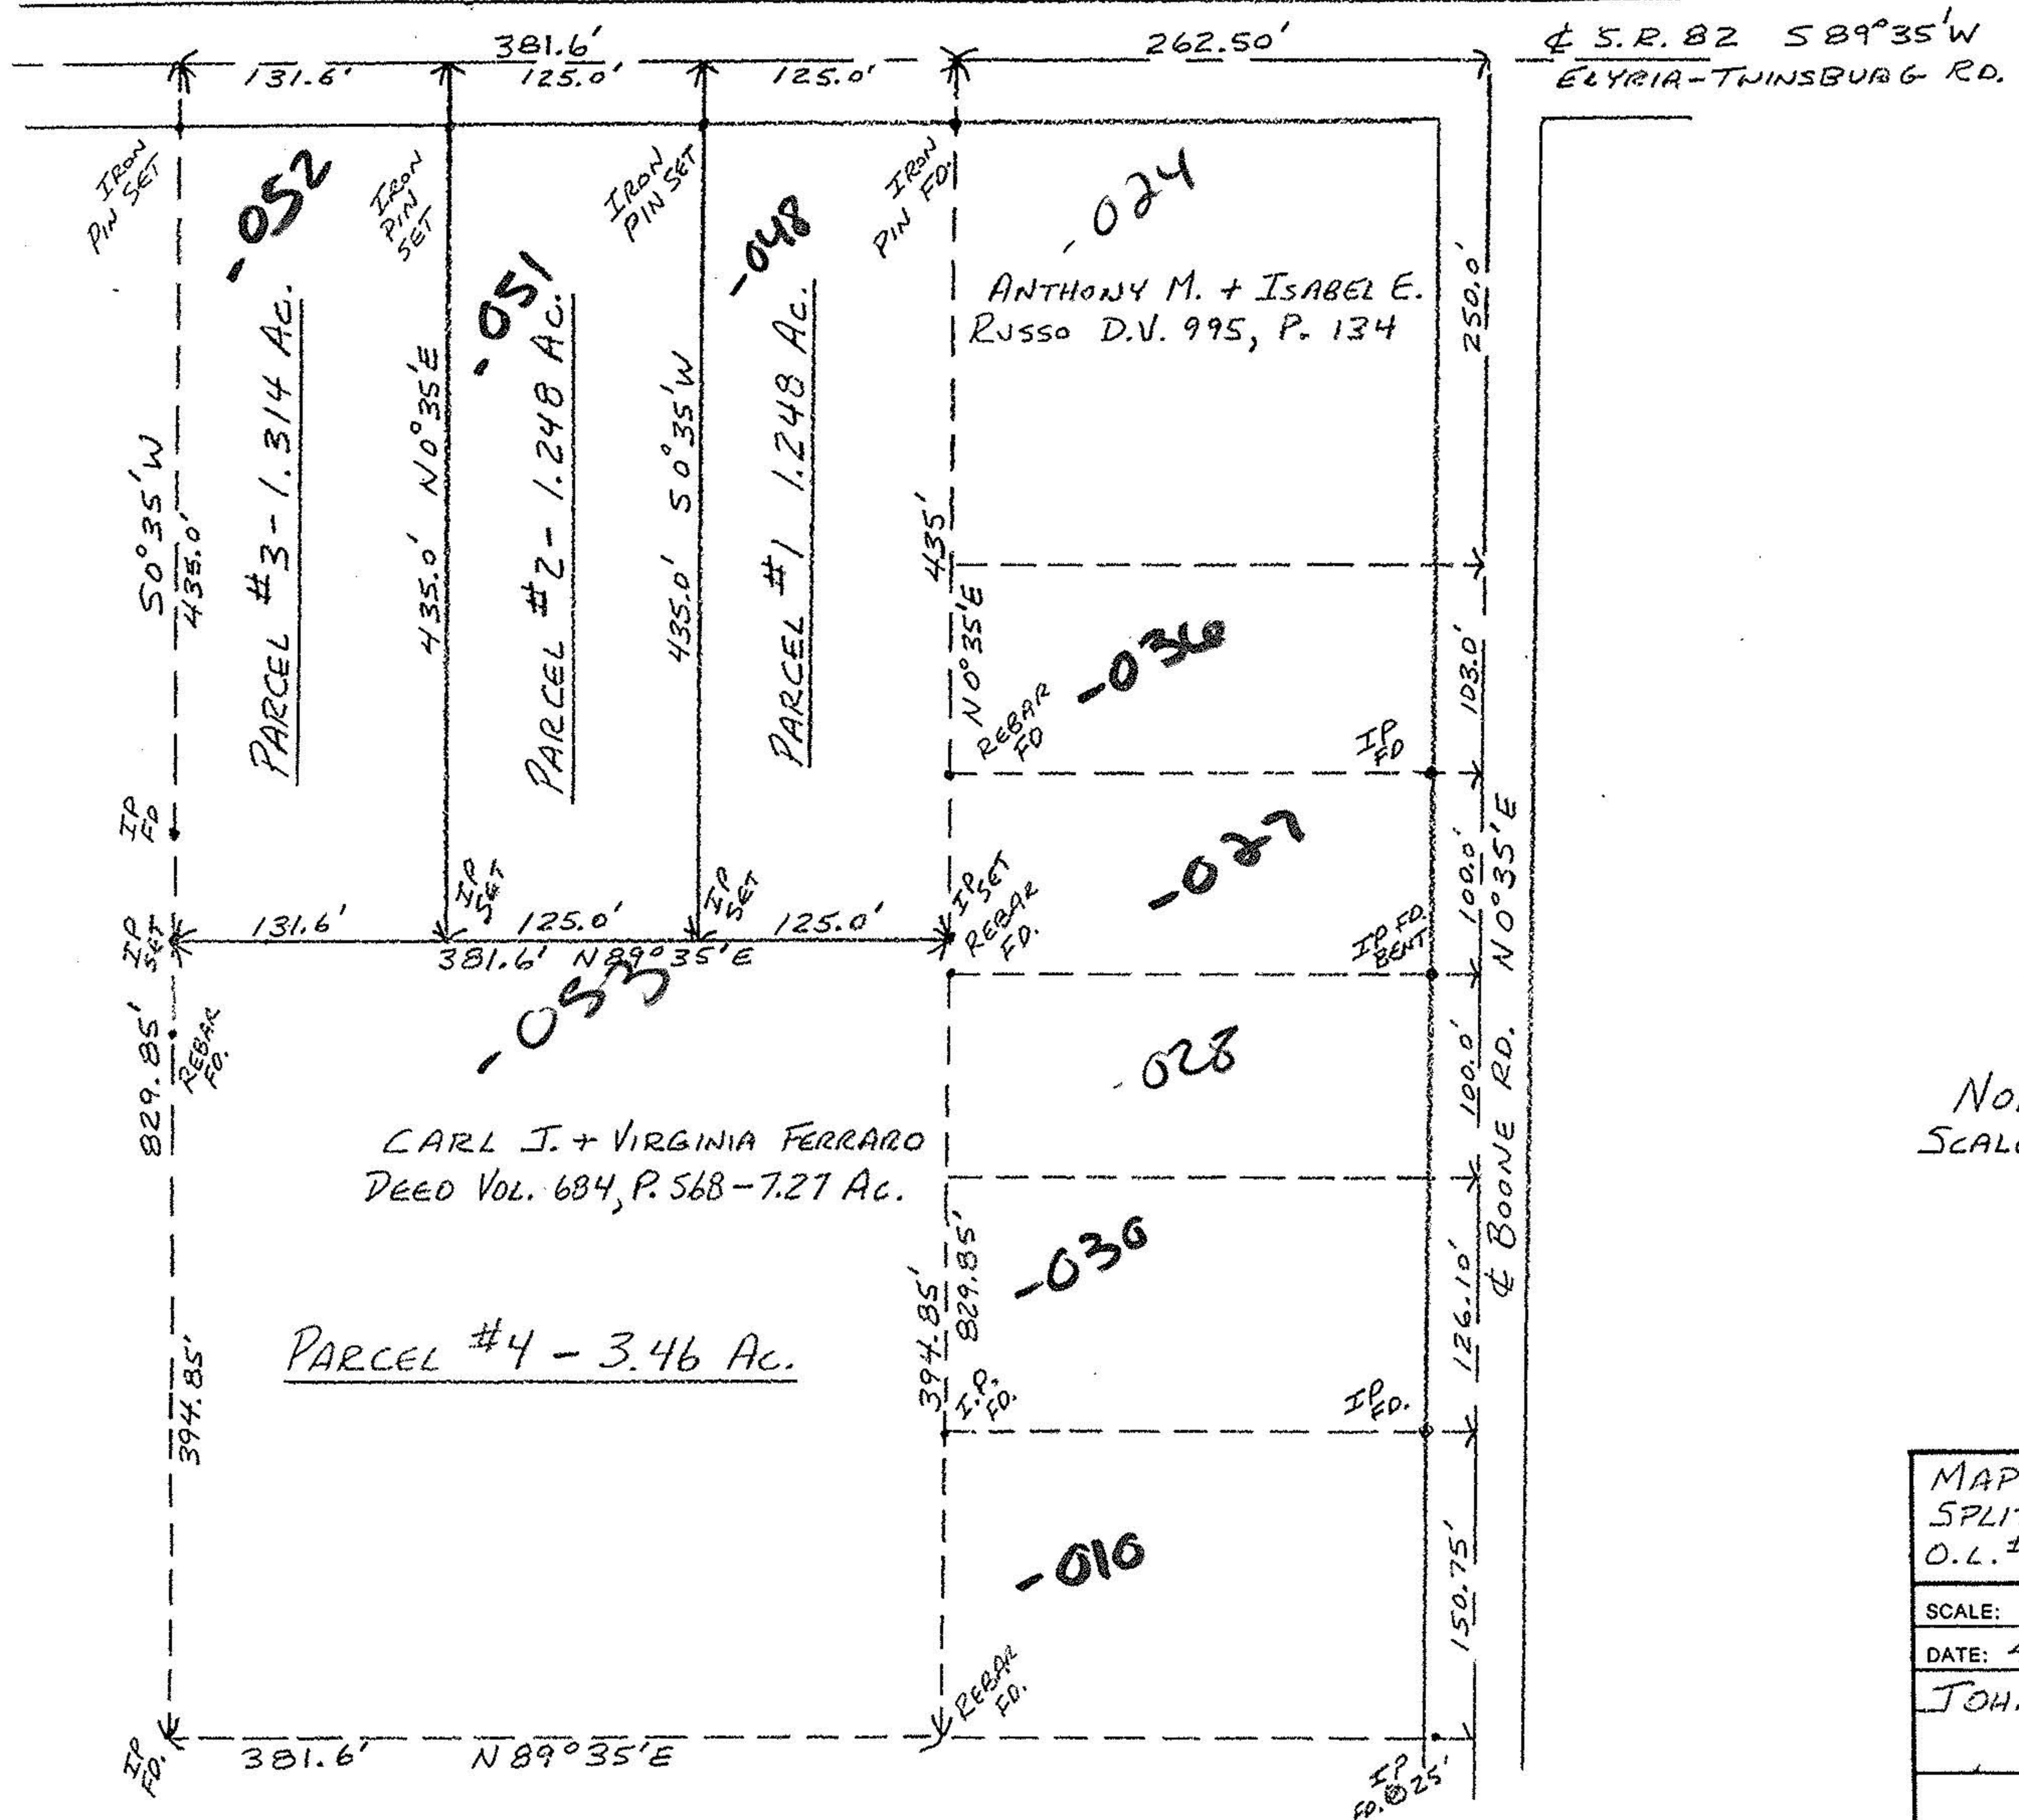 381.6'
262.50'
₵ S.R. 82 S 89°35'W
ELYRIA-TWINSBURG RD.
131.6'
125.0'
125.0'
IRON
PIN SET
-052
IRON
PIN
SET
-051
IRON
PIN SET
-048
IRON
PIN FD.
-024
ANTHONY M. + ISABEL E.
RUSSO D.V. 995, P. 134
250.0'
S0°35'W
435.0'
PARCEL #3 - 1.314 AC.
435.0' N0°35'E
PARCEL #2 - 1.248 AC.
435.0' S0°35'W
PARCEL #1 1.248 AC.
435'
N0°35'E
-036
REBAR
FD
IP
FD
103.0'
IP
FD
-027
100.0'
IP
SET
IP
SET
IP
SET
IP SET
REBAR
FD.
IP FD.
BENT
131.6'
125.0'
125.0'
381.6' N89°35'E
-053
REBAR
FD.
829.85'
-028
100.0'
₵ BOONE RD. N0°35'E
CARL J. + VIRGINIA FERRARO
DEED VOL. 684, P. 568 - 7.27 AC.
-030
126.10'
394.85'
829.85'
PARCEL #4 - 3.46 AC.
394.85'
I.P.
FD.
IP
FD.
-010
150.75'
REBAR
FD.
IP
FD.
381.6' N89°35'E
IP
FD. @ 25'
SCALE
MAP
SPLIT
O.L. #
SCALE:
DATE:
JOH